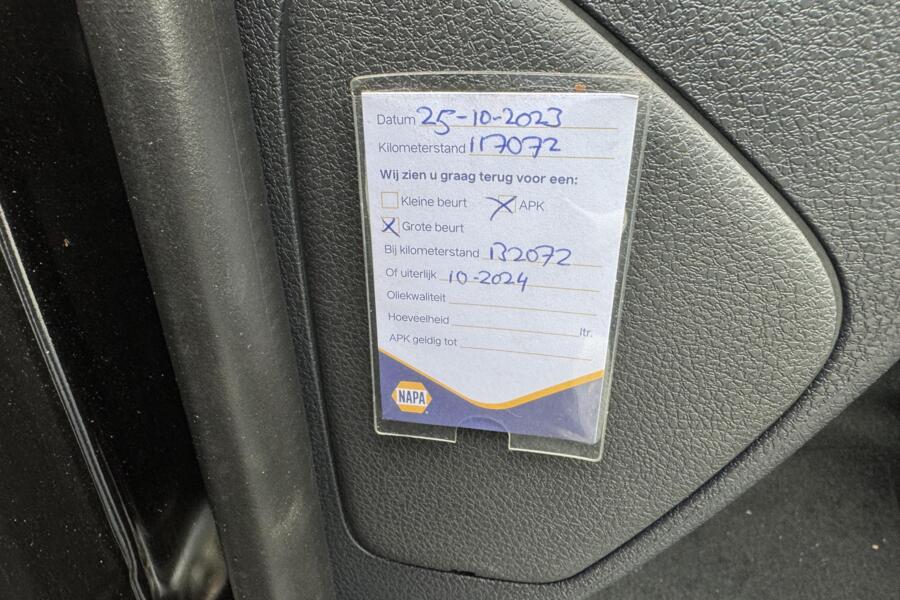 Datum 25-10-2023
Kilometerstand 117072
Wij zien u graag terug voor een:
Kleine beurt APK
Grote beurt
Bij kilometerstand 132072
Of uiterlijk 10-2024
Oliekwaliteit
Hoeveelheid ltr.
APK geldig tot
NAPA